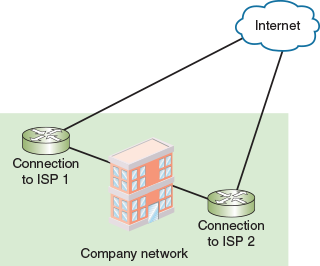 Internet
Connection
to ISP 1
Connection
to ISP 2
Company network